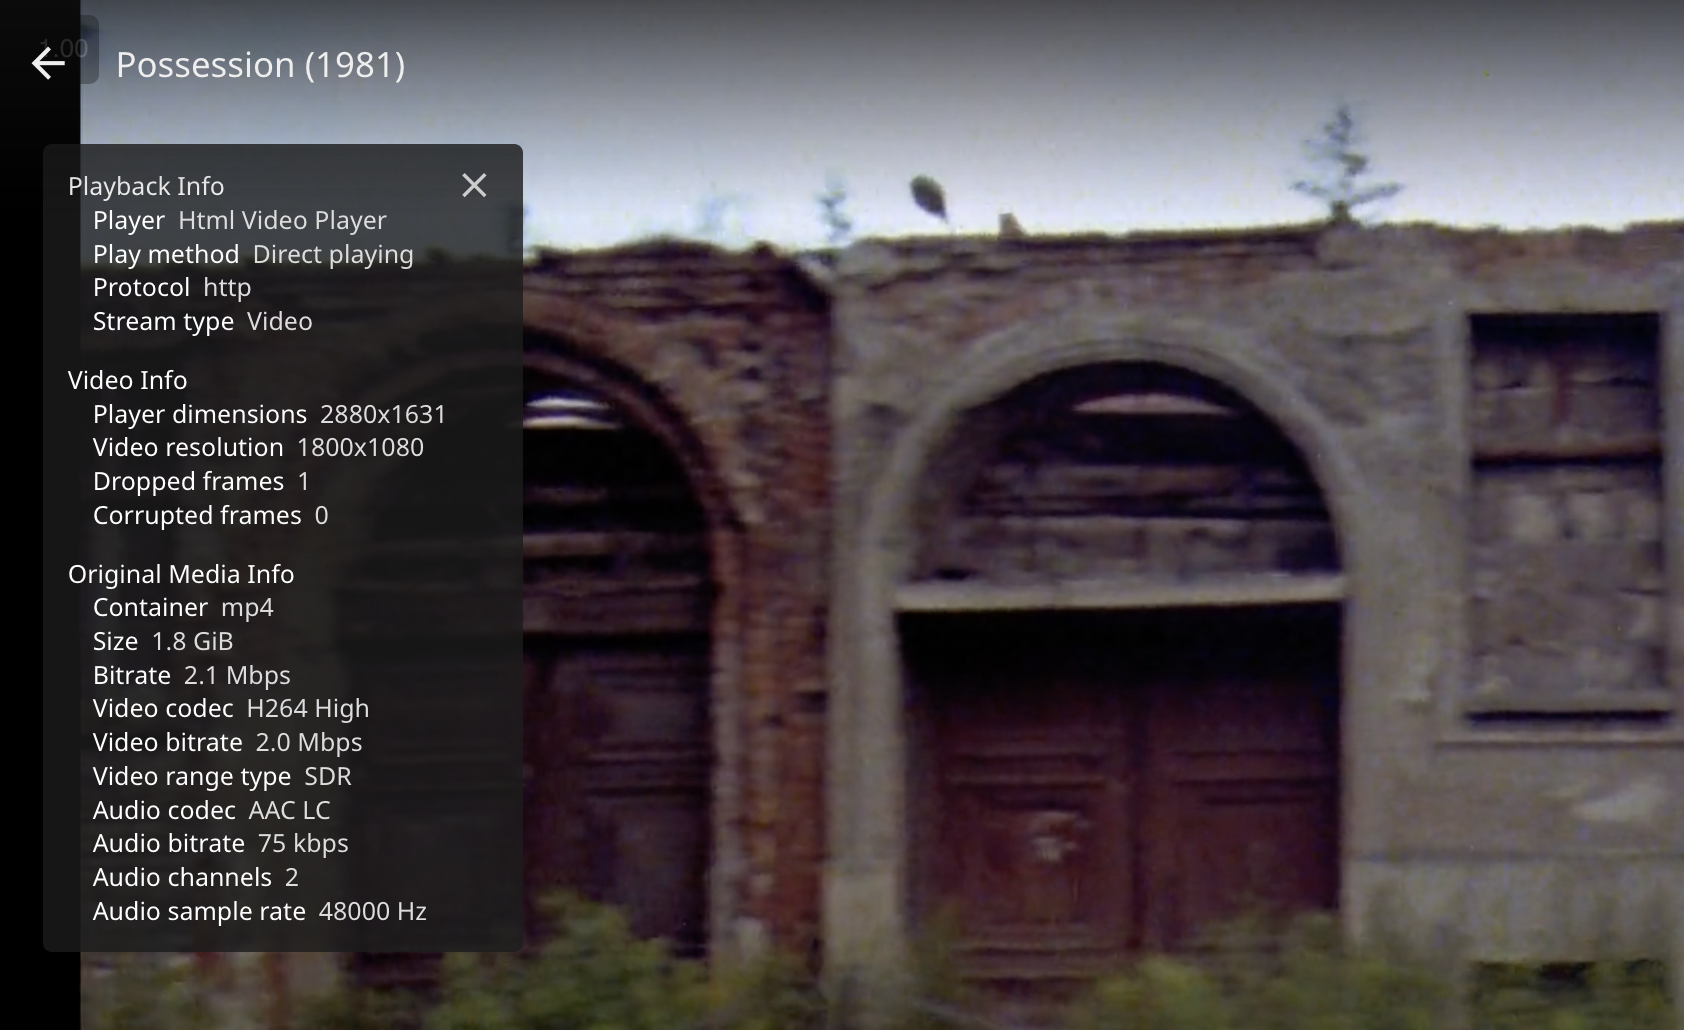 1.00
Possession (1981)
Playback Info
Player Html Video Player
Play method Direct playing
Protocol http
Stream type Video
Video Info
Player dimensions 2880x1631
Video resolution 1800x1080
Dropped frames 1
Corrupted frames 0
Original Media Info
Container mp4
Size 1.8 GiB
Bitrate 2.1 Mbps
Video codec H264 High
Video bitrate 2.0 Mbps
Video range type SDR
Audio codec AAC LC
Audio bitrate 75 kbps
Audio channels 2
Audio sample rate 48000 Hz